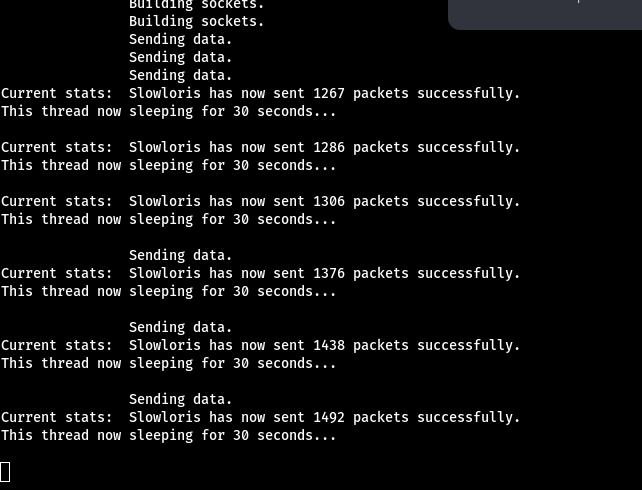 Building sockets.
Building sockets.
Sending data.
Sending data.
Sending data.
Current stats:  Slowloris has now sent 1267 packets successfully.
This thread now sleeping for 30 seconds...
Current stats:  Slowloris has now sent 1286 packets successfully.
This thread now sleeping for 30 seconds...
Current stats:  Slowloris has now sent 1306 packets successfully.
This thread now sleeping for 30 seconds...
Sending data.
Current stats:  Slowloris has now sent 1376 packets successfully.
This thread now sleeping for 30 seconds...
Sending data.
Current stats:  Slowloris has now sent 1438 packets successfully.
This thread now sleeping for 30 seconds...
Sending data.
Current stats:  Slowloris has now sent 1492 packets successfully.
This thread now sleeping for 30 seconds...